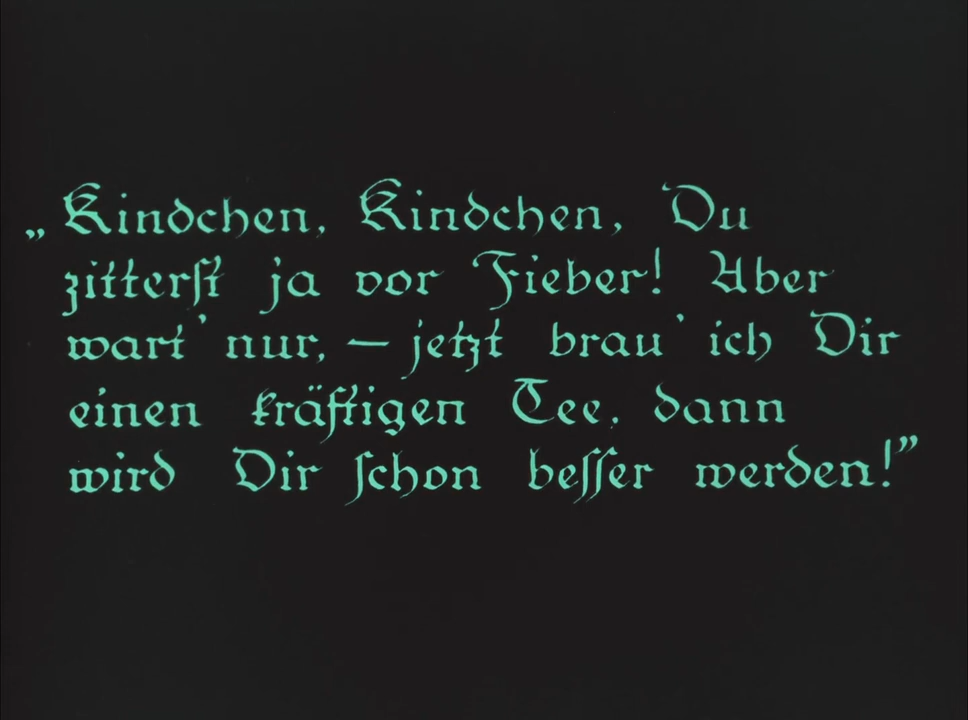 „Kindchen, Kindchen, Du
zitterſt ja vor Fieber! Aber
wart' nur, — jetzt brau' ich Dir
einen kräftigen Tee, dann
wird Dir ſchon beſſer werden!”